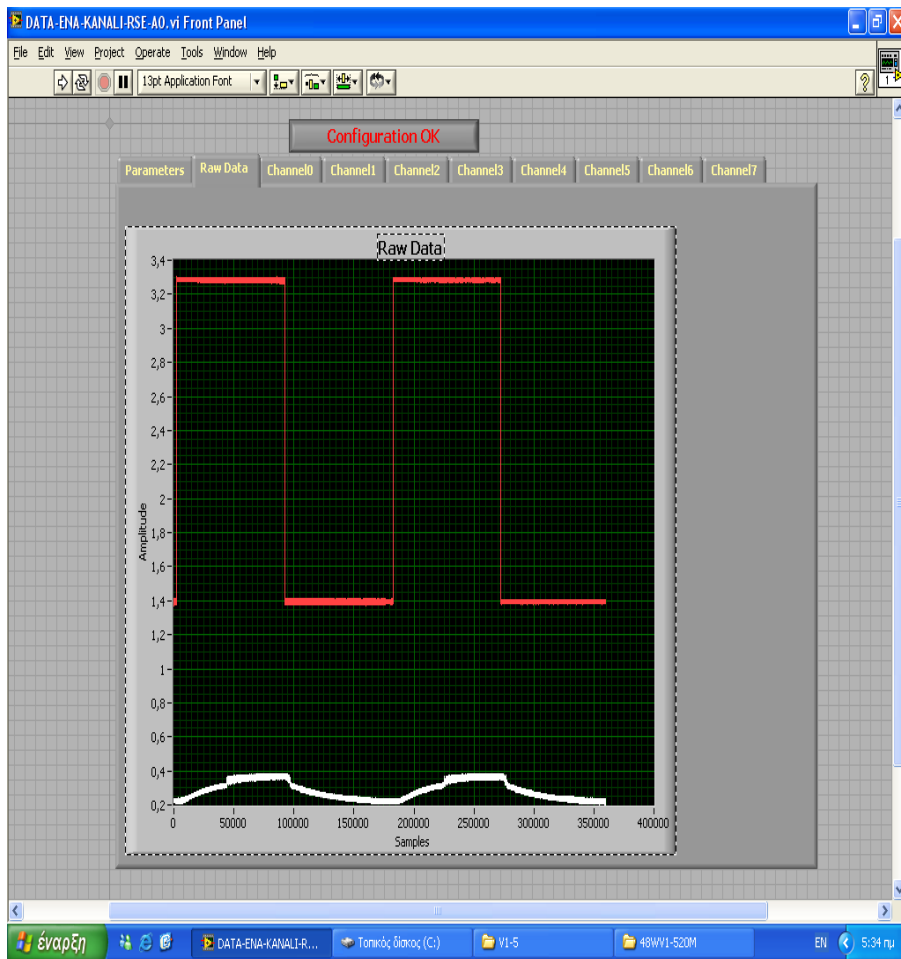 DATA-ENA-KANALI-RSE-A0.vi Front Panel
File Edit View Project Operate Tools Window Help
13pt Application Font
Configuration OK
Parameters Raw Data Channel0 Channel1 Channel2 Channel3 Channel4 Channel5 Channel6 Channel7
Raw Data
3,4
3,2
3
2,8
2,6
2,4
2,2
2
1,8
1,6
1,4
1,2
1
0,8
0,6
0,4
0,2
Amplitude
0 50000 100000 150000 200000 250000 300000 350000 400000
Samples
έναρξη DATA-ENA-KANALI-R... Τοπικός δίσκος (C:) V1-5 48WV1-520M EN 5:34 πμ